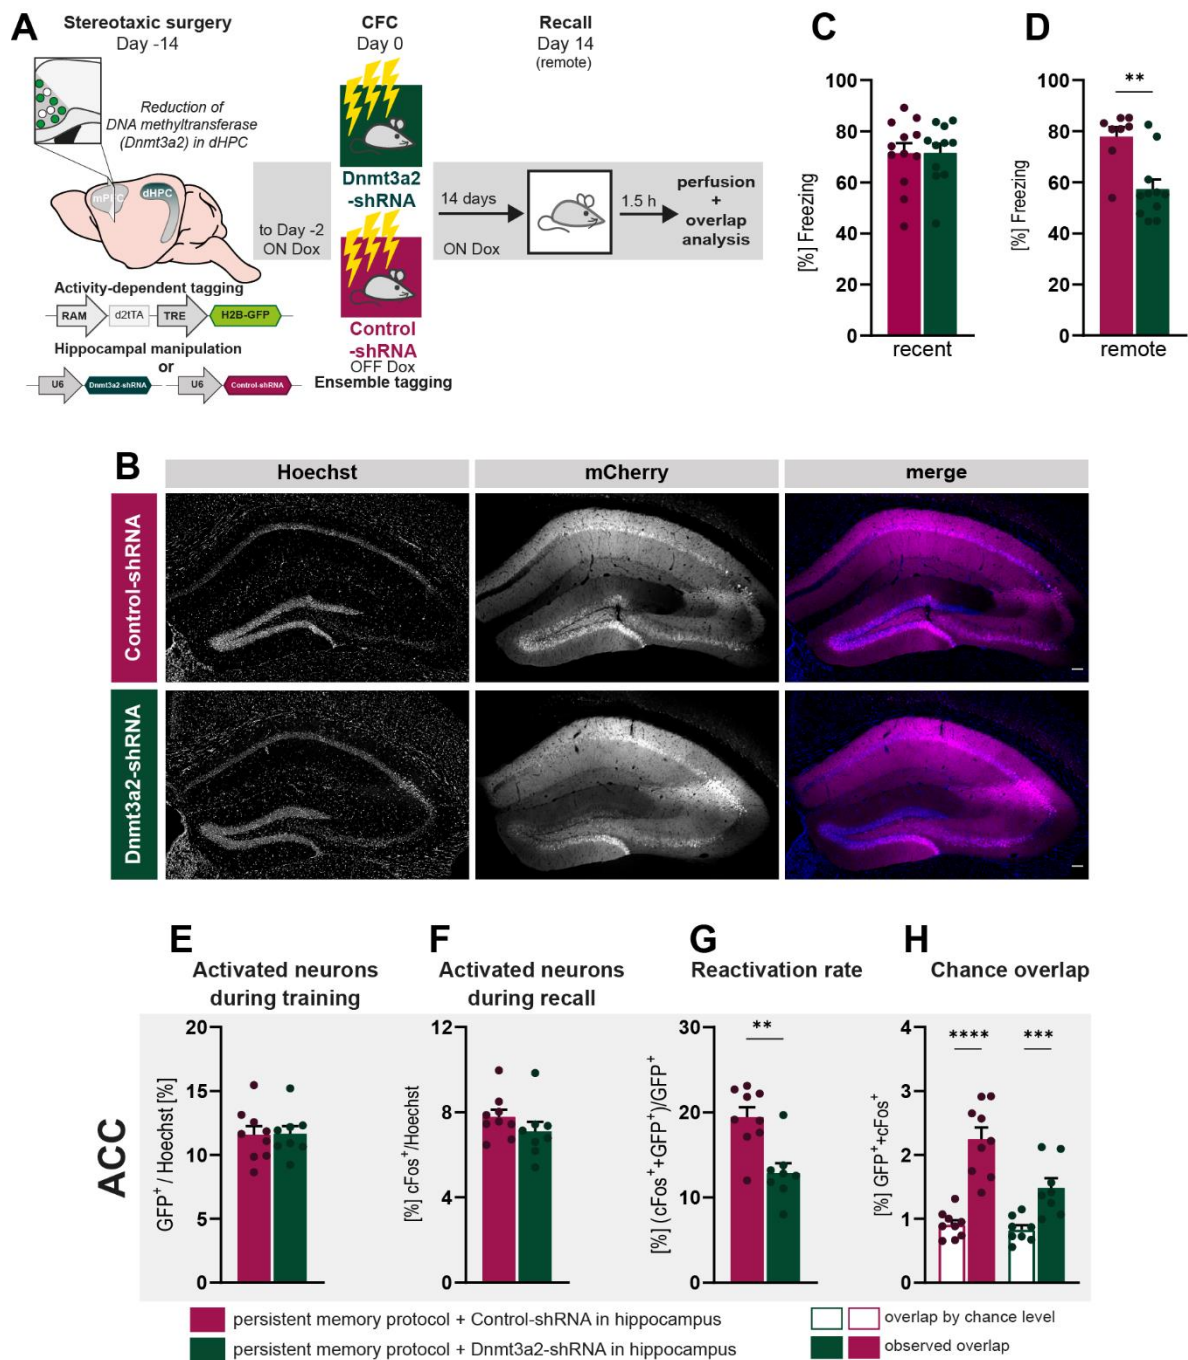 A
Stereotaxic surgery
Day -14
CFC
Day 0
Recall
Day 14
(remote)
Reduction of
DNA methyltransferase
(Dnmt3a2) in dHPC
mPFC
dHPC
to Day -2
ON Dox
Dnmt3a2
-shRNA
Control
-shRNA
OFF Dox
Ensemble tagging
14 days
ON Dox
1.5 h
perfusion
+
overlap
analysis
Activity-dependent tagging
RAM
d2tTA
TRE
H2B-GFP
Hippocampal manipulation
or
U6
Dnmt3a2-shRNA
U6
Control-shRNA
C
[%] Freezing
100
80
60
40
20
0
recent
D
[%] Freezing
100
80
60
40
20
0
**
remote
B
Hoechst
mCherry
merge
Control-shRNA
Dnmt3a2-shRNA
ACC
E
Activated neurons
during training
GFP+ / Hoechst [%]
20
15
10
5
0
F
Activated neurons
during recall
[%] cFos+/Hoechst
12
8
4
0
G
Reactivation rate
[%] (cFos++GFP+)/GFP+
30
20
10
0
**
H
Chance overlap
[%] GFP++cFos+
4
3
2
1
0
****
***
persistent memory protocol + Control-shRNA in hippocampus
persistent memory protocol + Dnmt3a2-shRNA in hippocampus
overlap by chance level
observed overlap